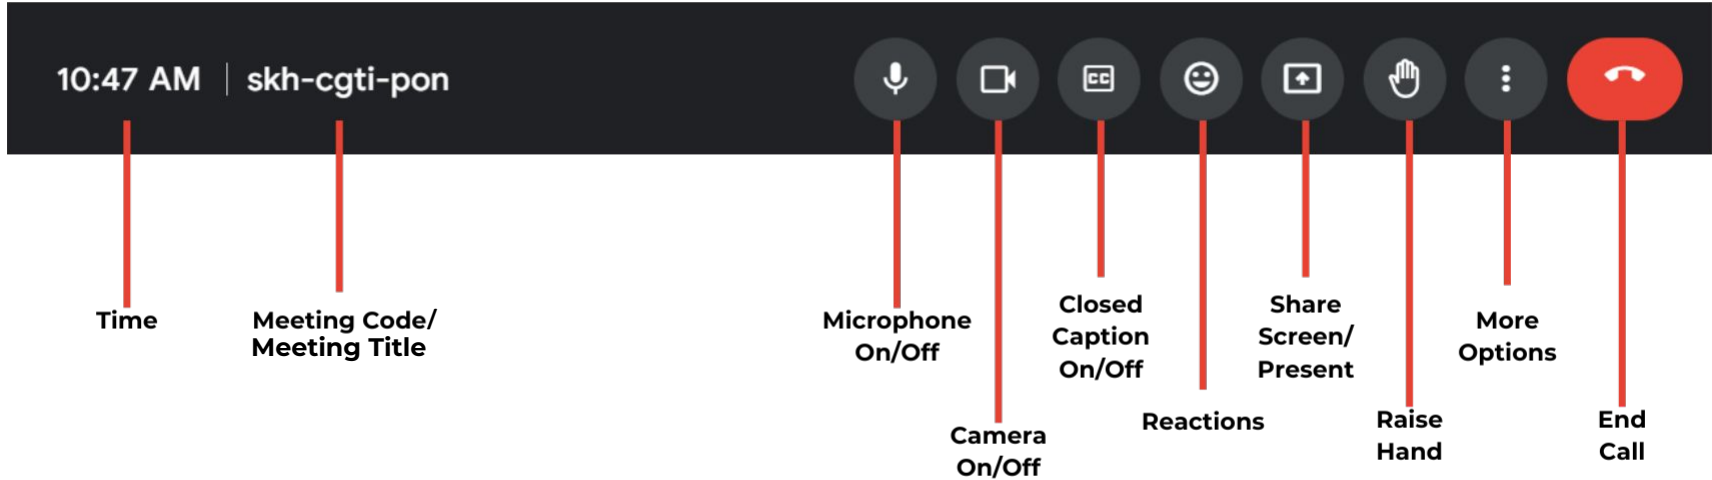 10:47 AM | skh-cgti-pon
CC
Time
Meeting Code/
Meeting Title
Microphone
On/Off
Camera
On/Off
Closed
Caption
On/Off
Reactions
Share
Screen/
Present
Raise
Hand
More
Options
End
Call